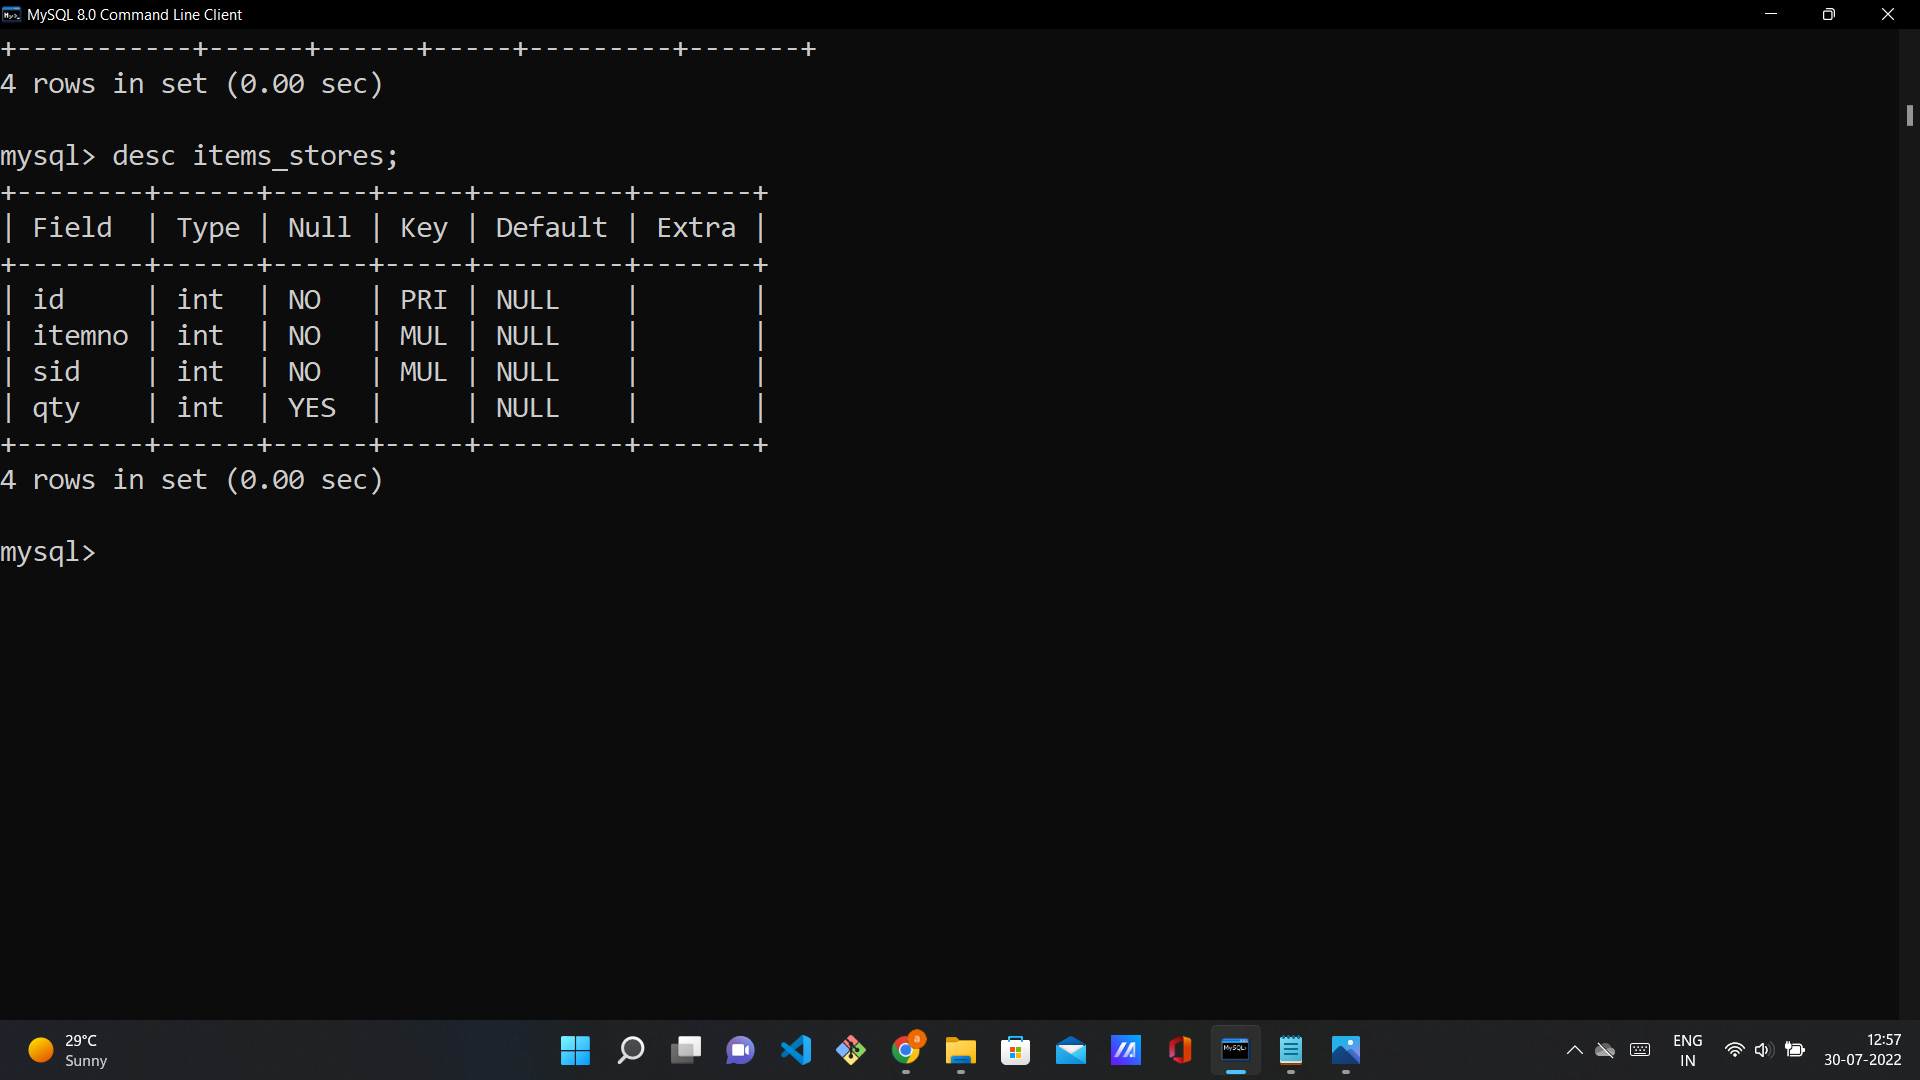 MySQL 8.0 Command Line Client
+-----------+------+------+-----+---------+-------+
4 rows in set (0.00 sec)
mysql> desc items_stores;
+--------+------+------+-----+---------+-------+
| Field  | Type | Null | Key | Default | Extra |
+--------+------+------+-----+---------+-------+
| id     | int  | NO   | PRI | NULL    |       |
| itemno | int  | NO   | MUL | NULL    |       |
| sid    | int  | NO   | MUL | NULL    |       |
| qty    | int  | YES  |     | NULL    |       |
+--------+------+------+-----+---------+-------+
4 rows in set (0.00 sec)
mysql>
29°C
Sunny
a
MySQL
ENG
IN
12:57
30-07-2022